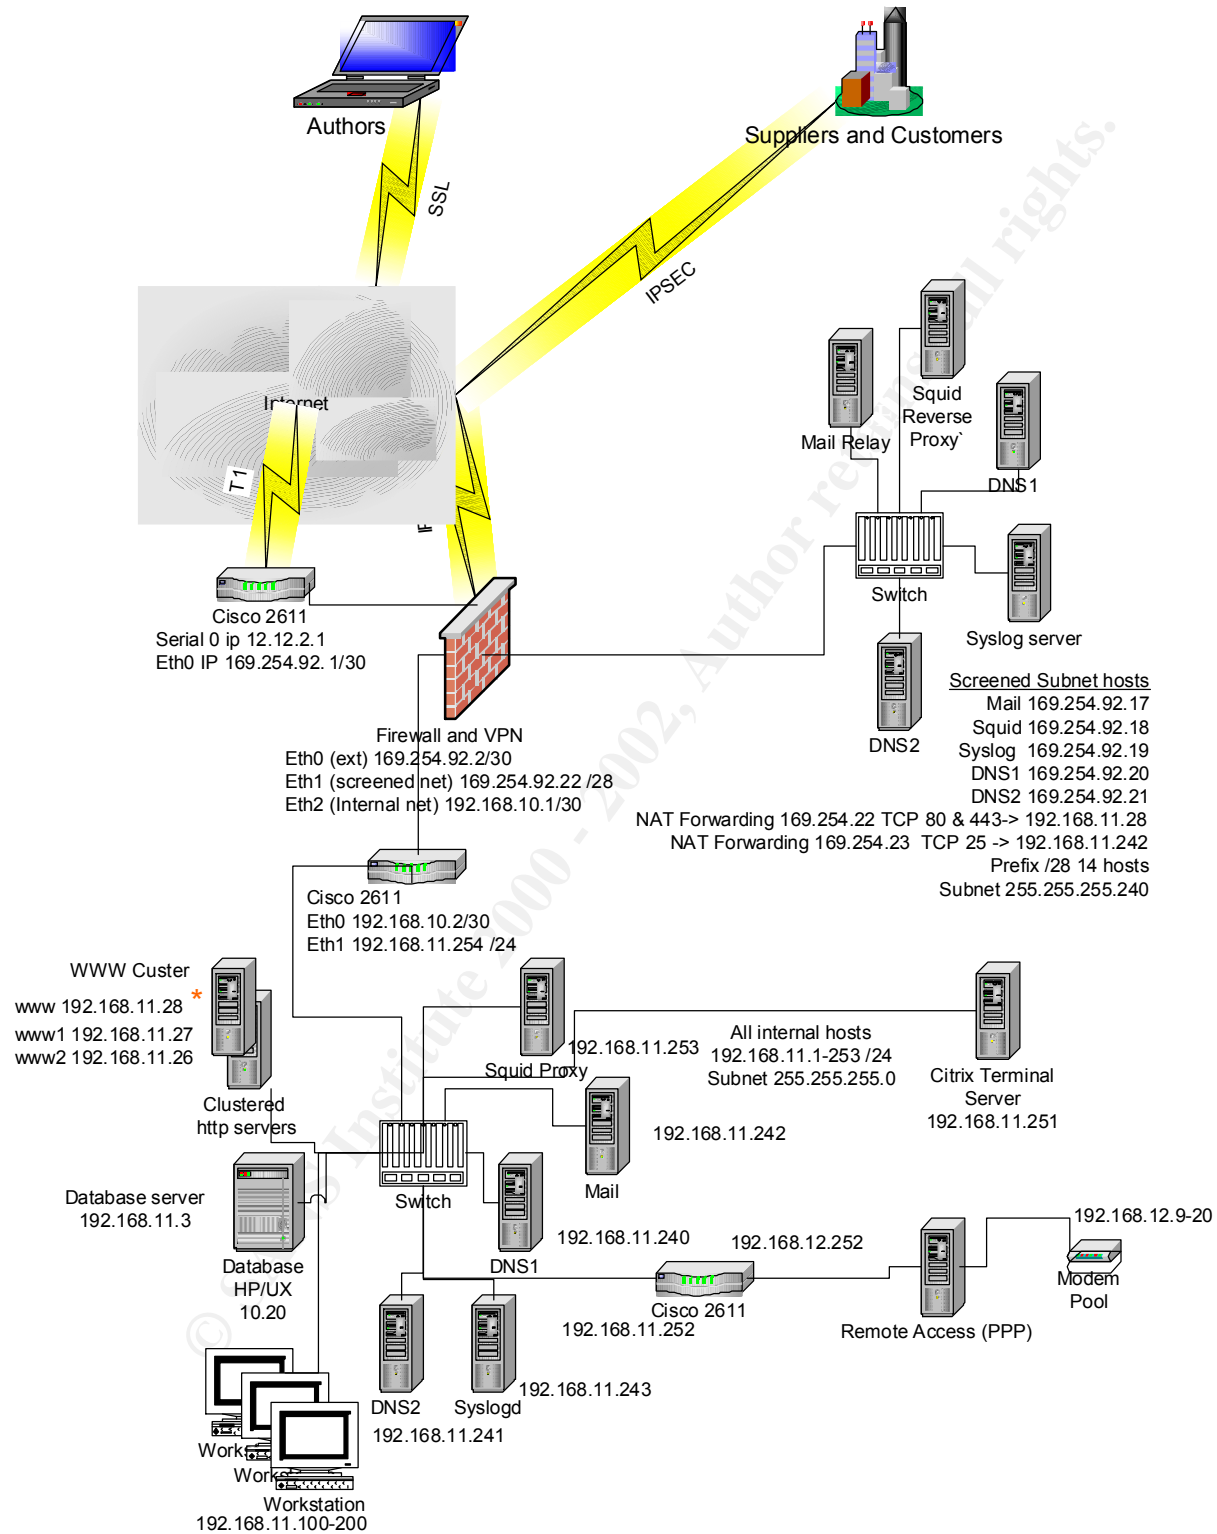 Authors
Suppliers and Customers
SSL
IPSEC
Internet
T1
Squid
Reverse
Proxy`
Mail Relay
DNS1
Switch
Syslog server
DNS2
Cisco 2611
Serial 0 ip 12.12.2.1
Eth0 IP 169.254.92. 1/30
Firewall and VPN
Eth0 (ext) 169.254.92.2/30
Eth1 (screened net) 169.254.92.22 /28
Eth2 (Internal net) 192.168.10.1/30
Screened Subnet hosts
Mail 169.254.92.17
Squid 169.254.92.18
Syslog 169.254.92.19
DNS1 169.254.92.20
DNS2 169.254.92.21
NAT Forwarding 169.254.22 TCP 80 & 443-> 192.168.11.28
NAT Forwarding 169.254.23 TCP 25 -> 192.168.11.242
Prefix /28 14 hosts
Subnet 255.255.255.240
Cisco 2611
Eth0 192.168.10.2/30
Eth1 192.168.11.254 /24
WWW Custer
www 192.168.11.28 *
www1 192.168.11.27
www2 192.168.11.26
Clustered
http servers
Squid Proxy
192.168.11.253
All internal hosts
192.168.11.1-253 /24
Subnet 255.255.255.0
Citrix Terminal
Server
192.168.11.251
192.168.11.242
Mail
Switch
Database server
192.168.11.3
Database
HP/UX
10.20
192.168.11.240
DNS1
192.168.12.252
Cisco 2611
192.168.11.252
Remote Access (PPP)
192.168.12.9-20
Modem
Pool
DNS2
192.168.11.241
Syslogd
192.168.11.243
Works
Works
Workstation
192.168.11.100-200
© SANS Institute 2000 - 2002, Author retains full rights.